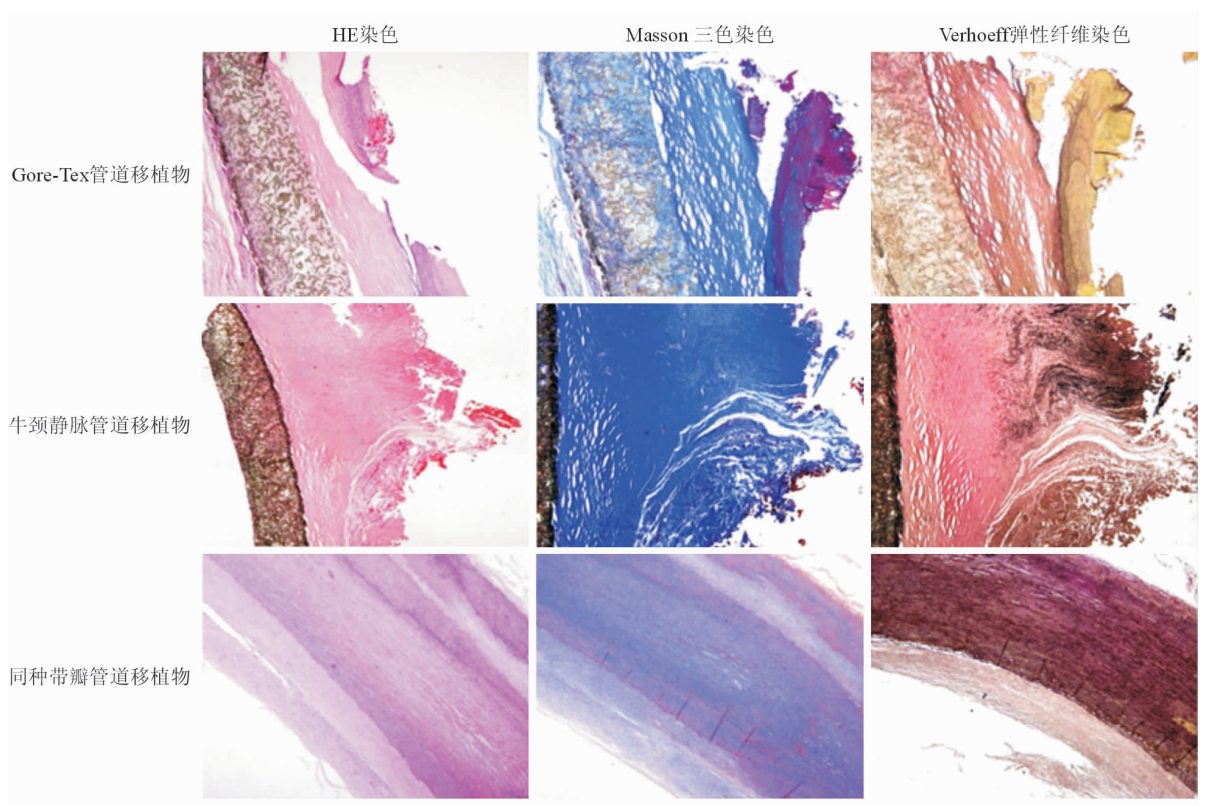 HE染色
Masson 三色染色
Verhoeff弹性纤维染色
Gore-Tex管道移植物
牛颈静脉管道移植物
同种带瓣管道移植物